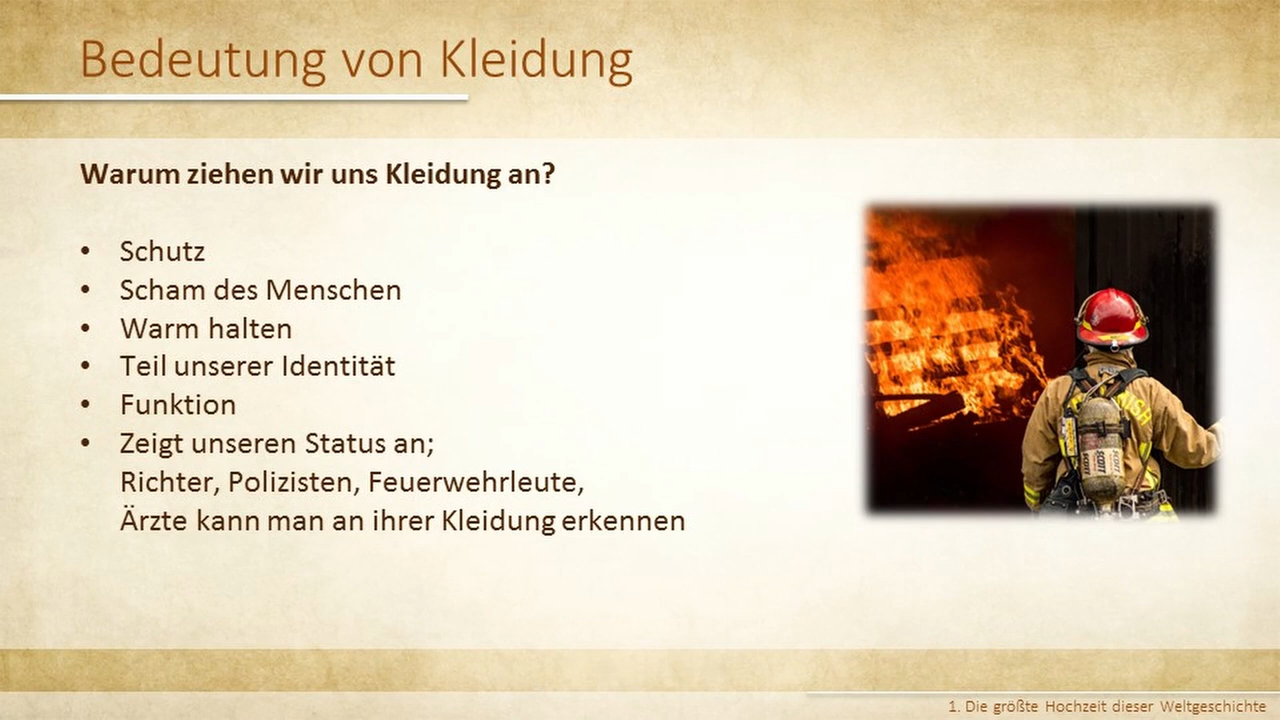 Bedeutung von Kleidung
Warum ziehen wir uns Kleidung an?
• Schutz
• Scham des Menschen
• Warm halten
• Teil unserer Identität
• Funktion
• Zeigt unseren Status an;
Richter, Polizisten, Feuerwehrleute,
Ärzte kann man an ihrer Kleidung erkennen
SCOTT
SCOTT
1. Die größte Hochzeit dieser Weltgeschichte